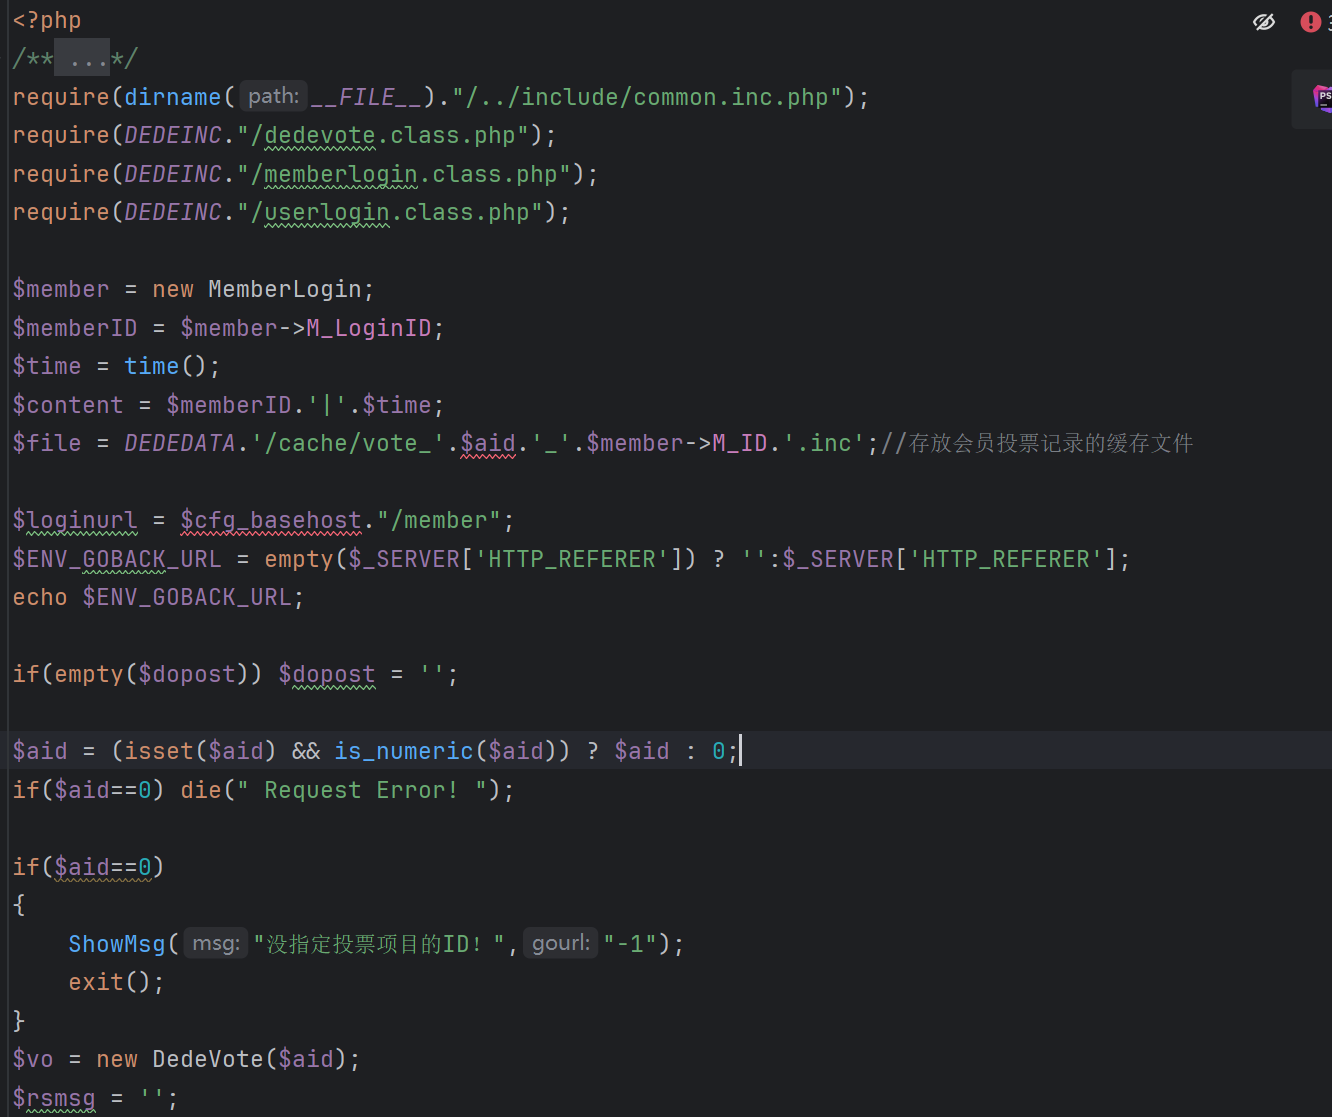 <?php
/** ...*/
require(dirname( path: __FILE__)."/../include/common.inc.php");
require(DEDEINC."/dedevote.class.php");
require(DEDEINC."/memberlogin.class.php");
require(DEDEINC."/userlogin.class.php");
$member = new MemberLogin;
$memberID = $member->M_LoginID;
$time = time();
$content = $memberID.'|'.$time;
$file = DEDEDATA.'/cache/vote_'.$aid.'_'.$member->M_ID.'.inc';//存放会员投票记录的缓存文件
$loginurl = $cfg_basehost."/member";
$ENV_GOBACK_URL = empty($_SERVER['HTTP_REFERER']) ? '':$_SERVER['HTTP_REFERER'];
echo $ENV_GOBACK_URL;
if(empty($dopost)) $dopost = '';
$aid = (isset($aid) && is_numeric($aid)) ? $aid : 0;
if($aid==0) die(" Request Error! ");
if($aid==0)
{
    ShowMsg( msg: "没指定投票项目的ID！", gourl: "-1");
    exit();
}
$vo = new DedeVote($aid);
$rsmsg = '';
PS